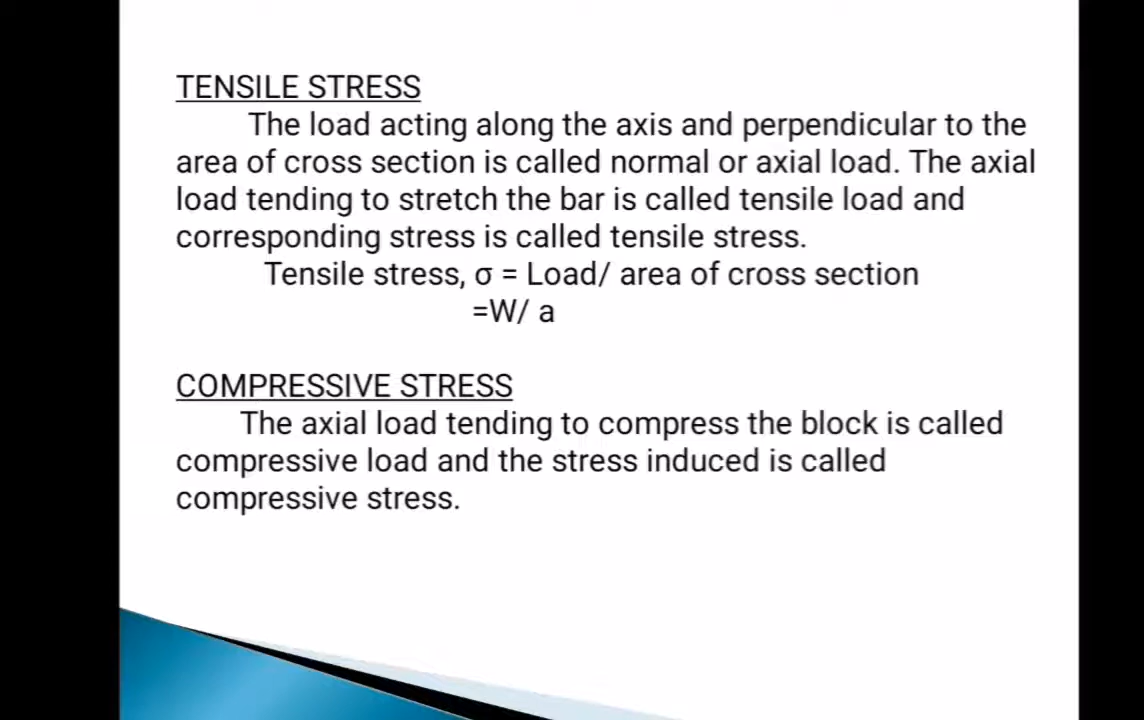 TENSILE STRESS
The load acting along the axis and perpendicular to the
area of cross section is called normal or axial load. The axial
load tending to stretch the bar is called tensile load and
corresponding stress is called tensile stress.
Tensile stress, σ = Load/ area of cross section
=W/ a
COMPRESSIVE STRESS
The axial load tending to compress the block is called
compressive load and the stress induced is called
compressive stress.